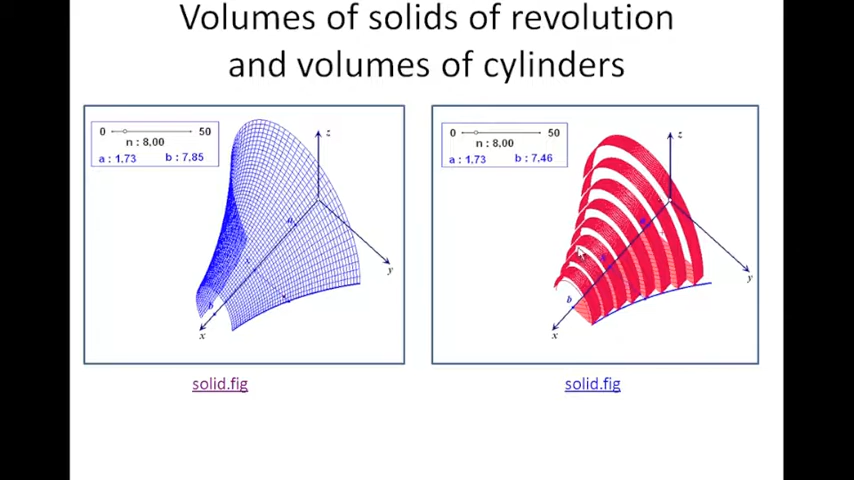 Volumes of solids of revolution
and volumes of cylinders
0 50
n : 8,00
a : 1,73 b : 7,85
z
a
x
y
b
x
solid.fig
0 50
n : 8,00
a : 1,73 b : 7,46
z
a
x
y
b
x
solid.fig